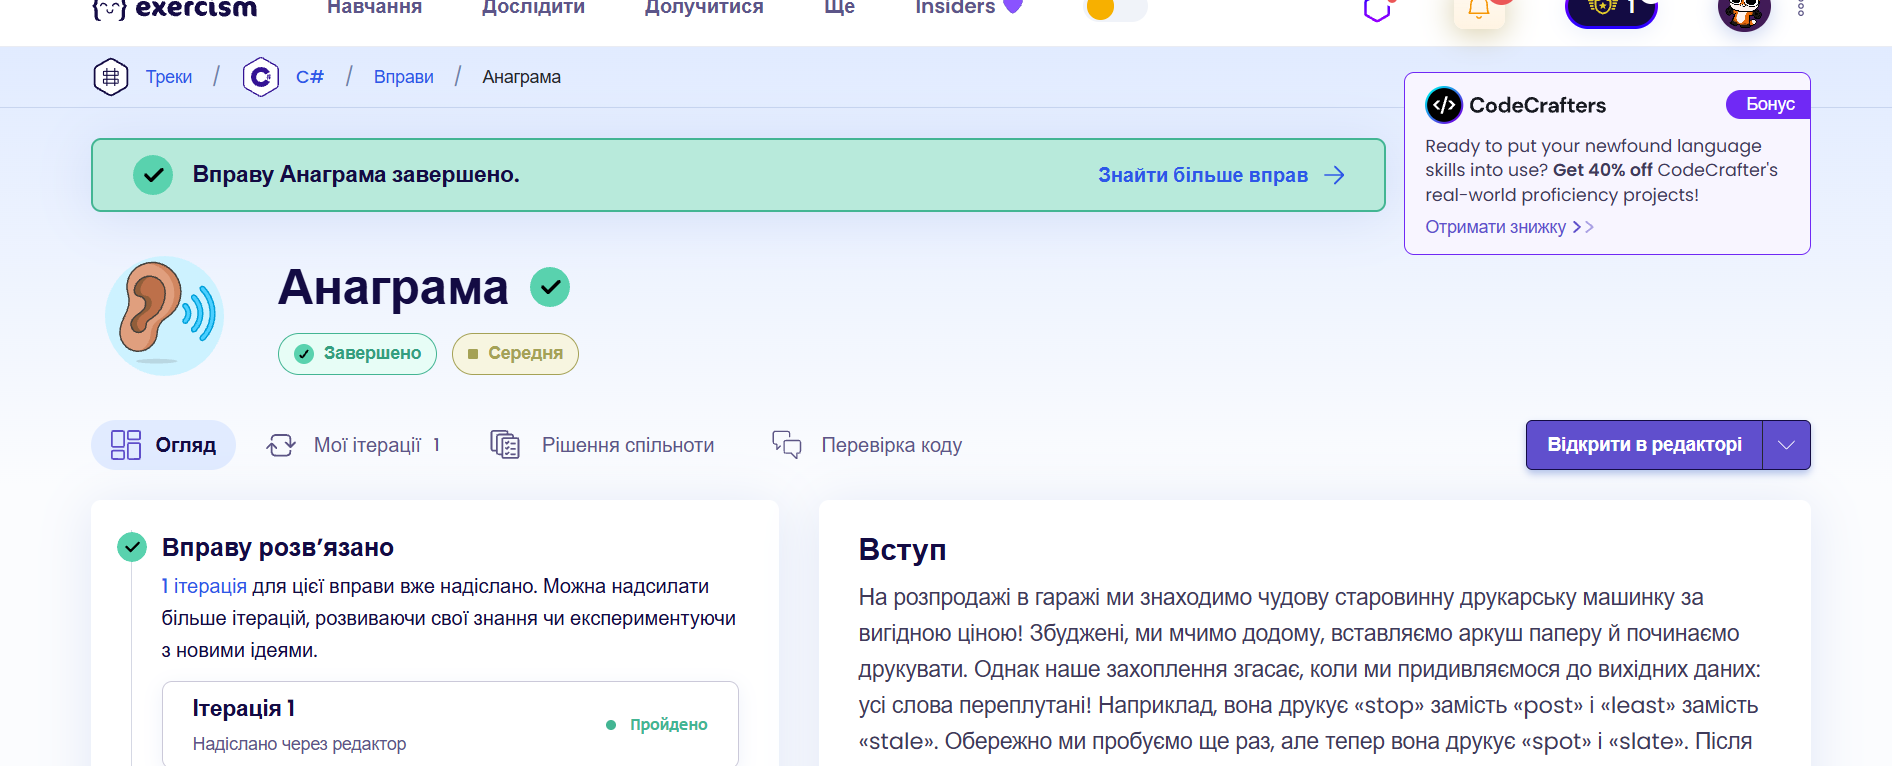 exercism
Навчання
Дослідити
Долучитися
Ще
Insiders
1
Треки / C# / Вправи / Анаграма
CodeCrafters
Бонус
Ready to put your newfound language
skills into use? Get 40% off CodeCrafter's
real-world proficiency projects!
Отримати знижку
Вправу Анаграма завершено.
Знайти більше вправ
Анаграма
Завершено
Середня
Огляд
Мої ітерації 1
Рішення спільноти
Перевірка коду
Відкрити в редакторі
Вправу розв’язано
1 ітерація для цієї вправи вже надіслано. Можна надсилати
більше ітерацій, розвиваючи свої знання чи експериментуючи
з новими ідеями.
Ітерація 1
Надіслано через редактор
Пройдено
Вступ
На розпродажі в гаражі ми знаходимо чудову старовинну друкарську машинку за
вигідною ціною! Збуджені, ми мчимо додому, вставляємо аркуш паперу й починаємо
друкувати. Однак наше захоплення згасає, коли ми придивляємося до вихідних даних:
усі слова переплутані! Наприклад, вона друкує «stop» замість «post» і «least» замість
«stale». Обережно ми пробуємо ще раз, але тепер вона друкує «spot» і «slate». Після